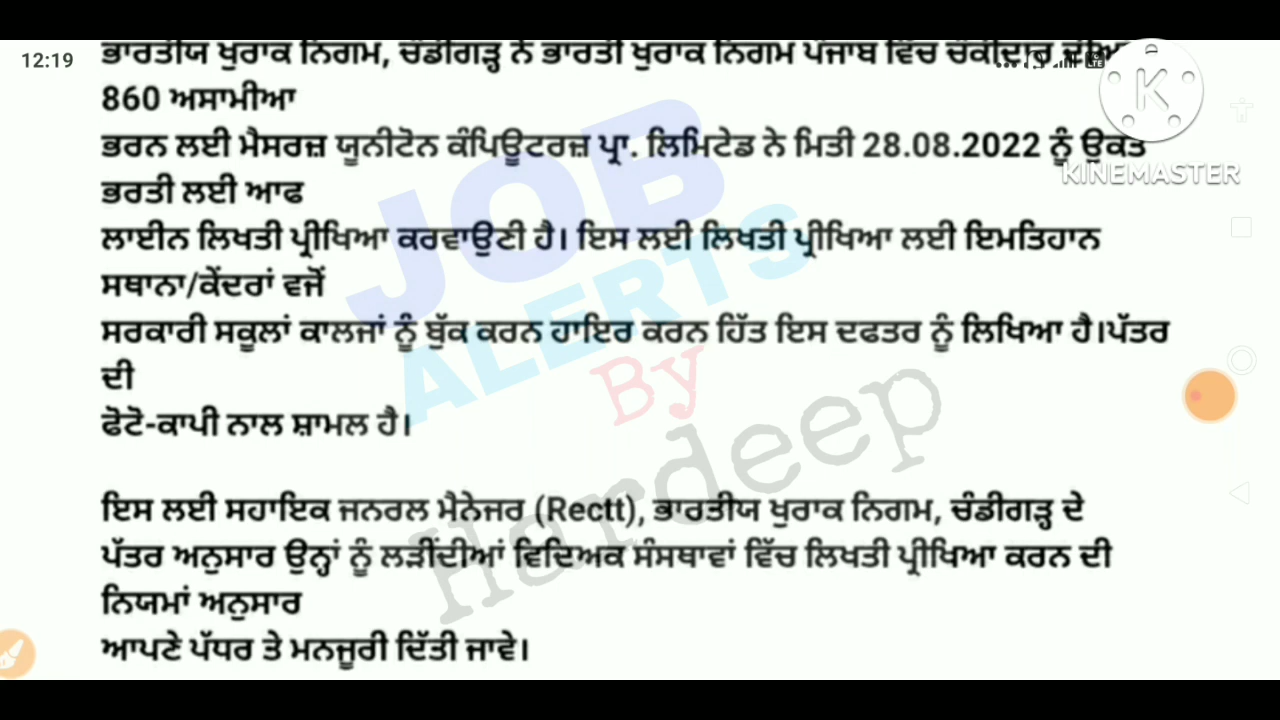 12:19
ਭਾਰਤੀਯ ਖੁਰਾਕ ਨਿਗਮ, ਚੰਡੀਗੜ੍ਹ ਨੇ ਭਾਰਤੀ ਖੁਰਾਕ ਨਿਗਮ ਪੰਜਾਬ ਵਿੱਚ ਚੌਕੀਦਾਰ ਦੀਆਂ
860 ਅਸਾਮੀਆ
ਭਰਨ ਲਈ ਮੈਸਰਜ਼ ਯੂਨੀਟੋਨ ਕੰਪਿਊਟਰਜ਼ ਪ੍ਰਾ. ਲਿਮਿਟੇਡ ਨੇ ਮਿਤੀ 28.08.2022 ਨੂੰ ਉਕਤ
ਭਰਤੀ ਲਈ ਆਫ
ਲਾਈਨ ਲਿਖਤੀ ਪ੍ਰੀਖਿਆ ਕਰਵਾਉਣੀ ਹੈ। ਇਸ ਲਈ ਲਿਖਤੀ ਪ੍ਰੀਖਿਆ ਲਈ ਇਮਤਿਹਾਨ
ਸਥਾਨਾ/ਕੇਂਦਰਾਂ ਵਜੋਂ
ਸਰਕਾਰੀ ਸਕੂਲਾਂ ਕਾਲਜਾਂ ਨੂੰ ਬੁੱਕ ਕਰਨ ਹਾਇਰ ਕਰਨ ਹਿੱਤ ਇਸ ਦਫਤਰ ਨੂੰ ਲਿਖਿਆ ਹੈ।ਪੱਤਰ
ਦੀ
ਫੋਟੋ-ਕਾਪੀ ਨਾਲ ਸ਼ਾਮਲ ਹੈ।
ਇਸ ਲਈ ਸਹਾਇਕ ਜਨਰਲ ਮੈਨੇਜਰ (Rectt), ਭਾਰਤੀਯ ਖੁਰਾਕ ਨਿਗਮ, ਚੰਡੀਗੜ੍ਹ ਦੇ
ਪੱਤਰ ਅਨੁਸਾਰ ਉਨ੍ਹਾਂ ਨੂੰ ਲੜੀਂਦੀਆਂ ਵਿਦਿਅਕ ਸੰਸਥਾਵਾਂ ਵਿੱਚ ਲਿਖਤੀ ਪ੍ਰੀਖਿਆ ਕਰਨ ਦੀ
ਨਿਯਮਾਂ ਅਨੁਸਾਰ
ਆਪਣੇ ਪੱਧਰ ਤੇ ਮਨਜੂਰੀ ਦਿੱਤੀ ਜਾਵੇ।
JOB
ALERTS
By
Hardeep
K
KINEMASTER